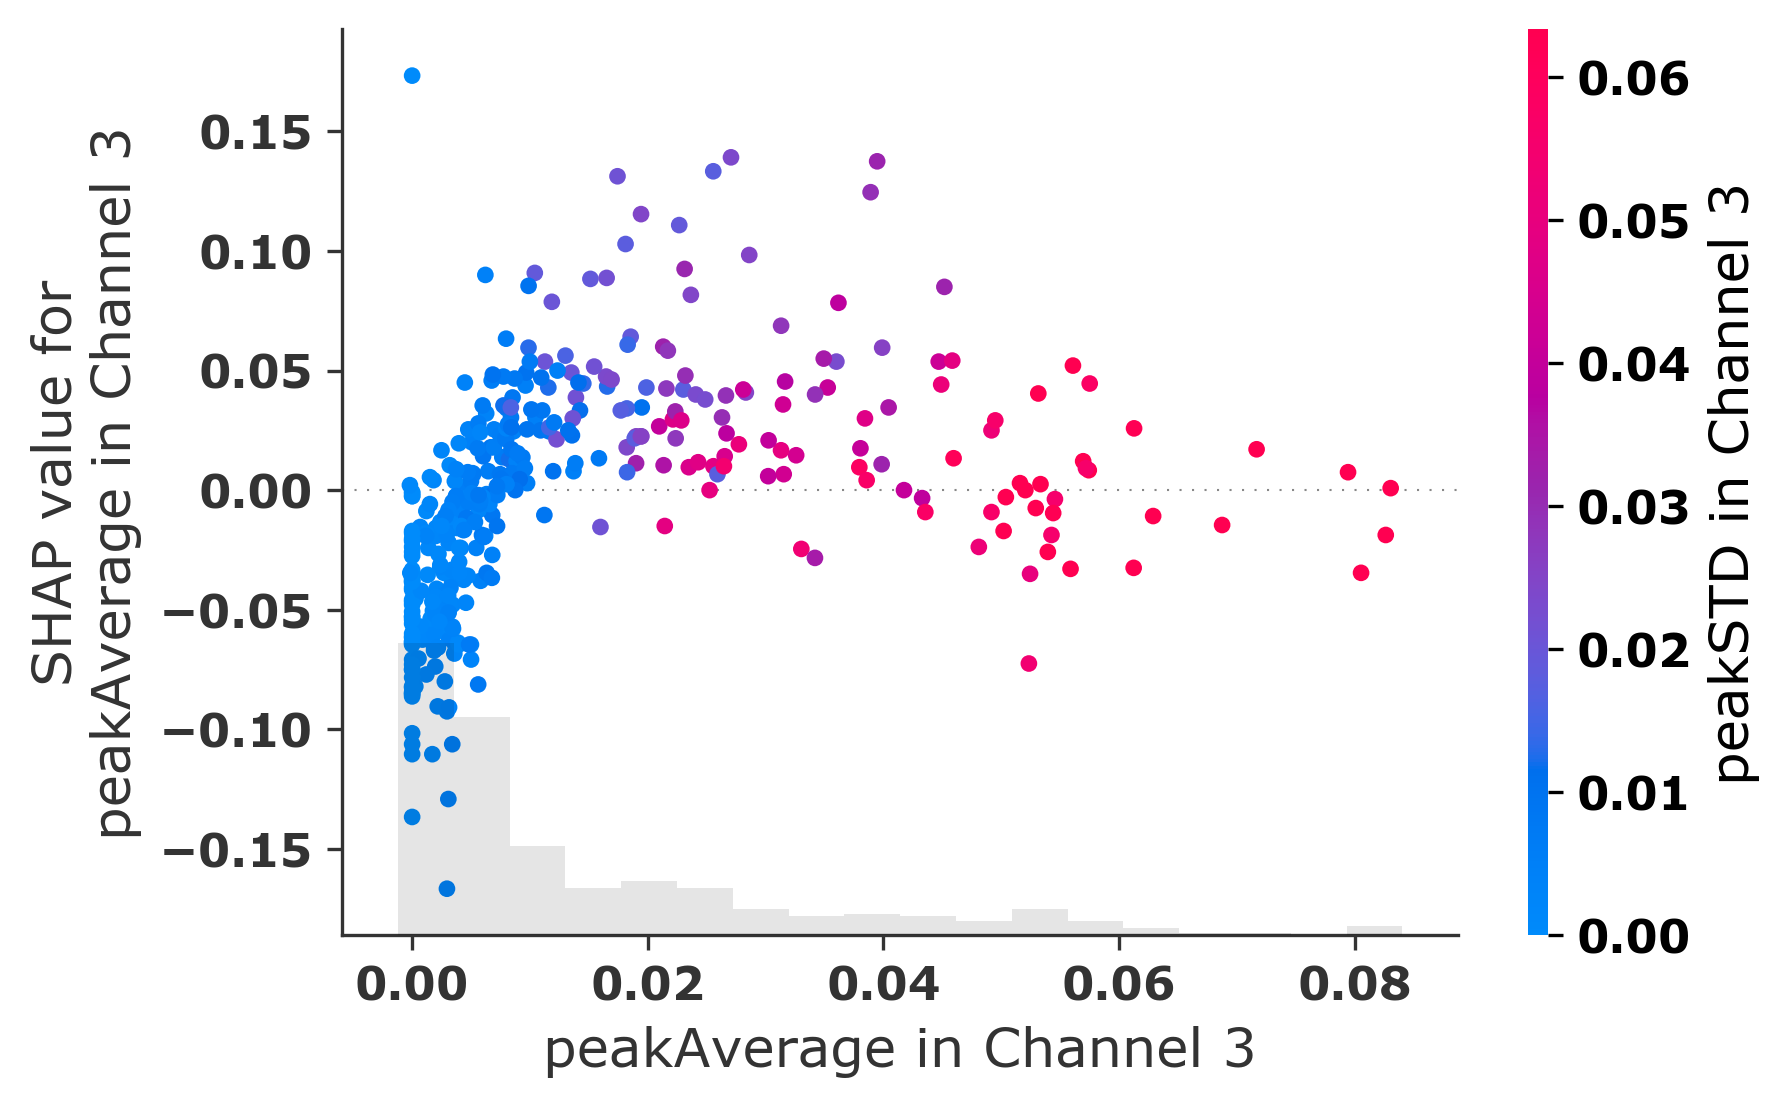 SHAP value for
peakAverage in Channel 3
0.15
0.10
0.05
0.00
−0.05
−0.10
−0.15
0.00 0.02 0.04 0.06 0.08
peakAverage in Channel 3
0.06
0.05
0.04
0.03
0.02
0.01
0.00
peakSTD in Channel 3